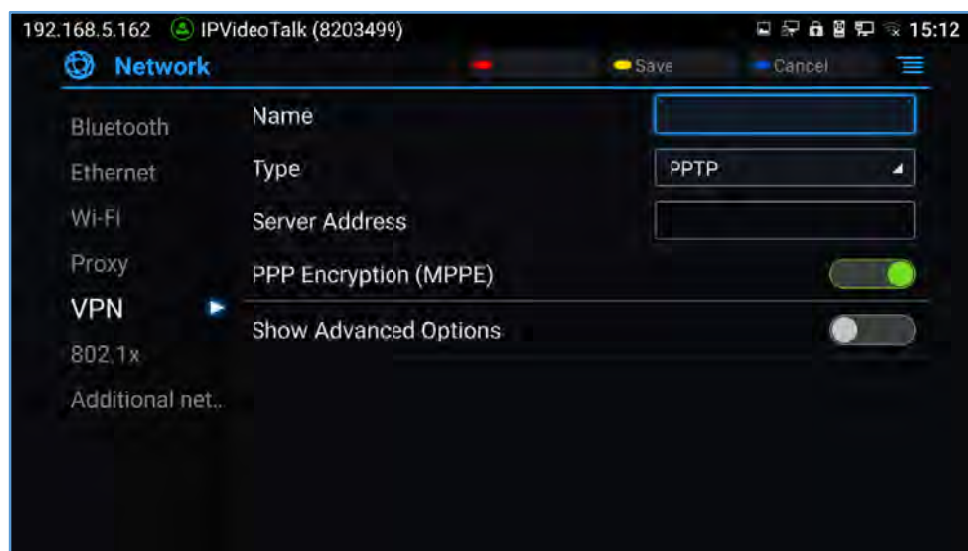 192.168.5.162 IPVideoTalk (8203499) 15:12
Network Save Cancel
Bluetooth
Ethernet
Wi-Fi
Proxy
VPN
802.1x
Additional net..
Name
Type PPTP
Server Address
PPP Encryption (MPPE)
Show Advanced Options